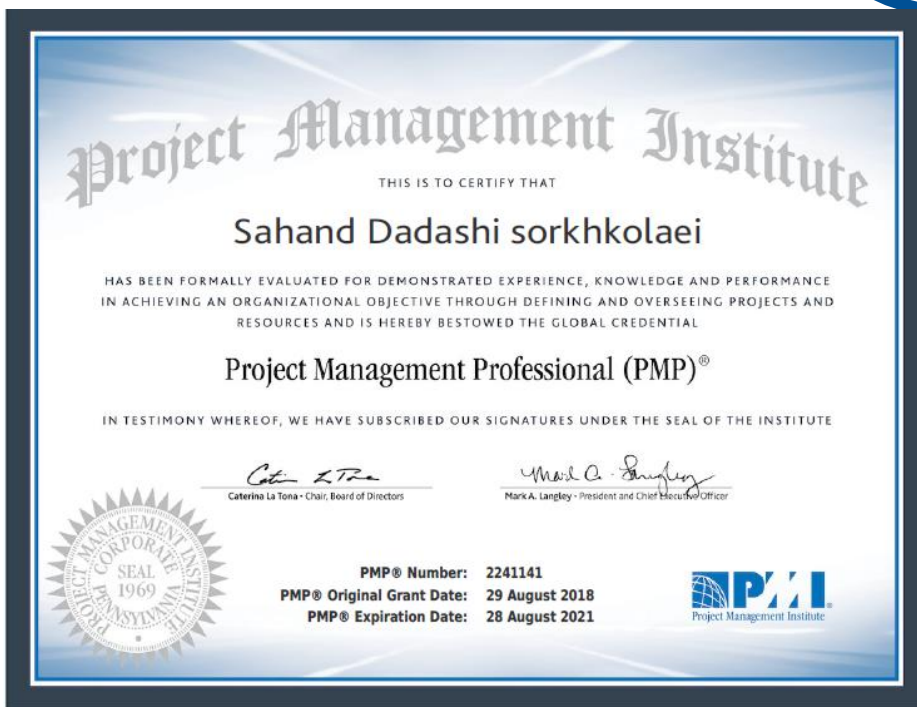 Project Management Institute
THIS IS TO CERTIFY THAT
Sahand Dadashi sorkhkolaei
HAS BEEN FORMALLY EVALUATED FOR DEMONSTRATED EXPERIENCE, KNOWLEDGE AND PERFORMANCE
IN ACHIEVING AN ORGANIZATIONAL OBJECTIVE THROUGH DEFINING AND OVERSEEING PROJECTS AND
RESOURCES AND IS HEREBY BESTOWED THE GLOBAL CREDENTIAL
Project Management Professional (PMP)®
IN TESTIMONY WHEREOF, WE HAVE SUBSCRIBED OUR SIGNATURES UNDER THE SEAL OF THE INSTITUTE
Caterina La Tona • Chair, Board of Directors
Mark A. Langley • President and Chief Executive Officer
PROJECT MANAGEMENT INSTITUTE
CORPORATE
SEAL
1969
PENNSYLVANIA
PMP® Number: 2241141
PMP® Original Grant Date: 29 August 2018
PMP® Expiration Date: 28 August 2021
PMI®
Project Management Institute